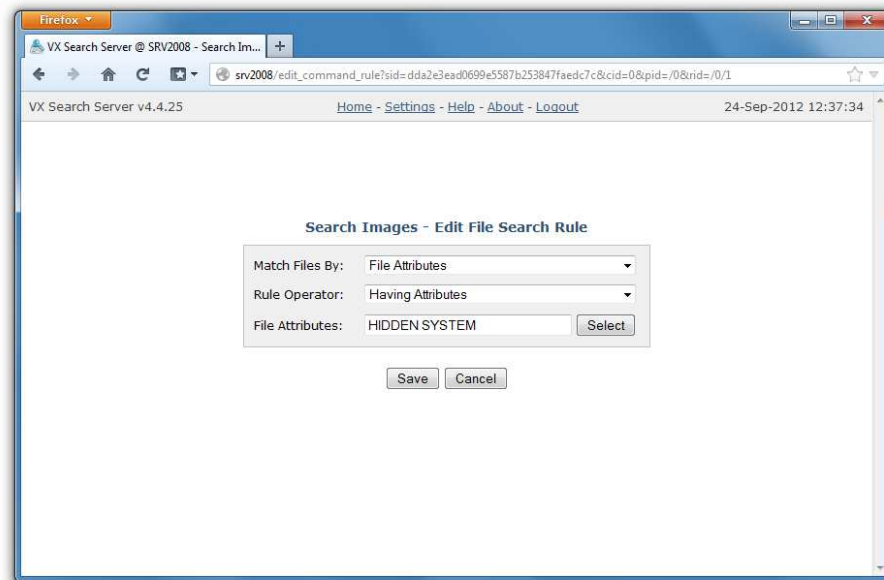 Firefox
VX Search Server @ SRV2008 - Search Im...
srv2008/edit_command_rule?sid=dda2e3ead0699e5587b253847faedc7c&cid=0&pid=/0&rid=/0/1
VX Search Server v4.4.25 Home - Settings - Help - About - Logout 24-Sep-2012 12:37:34
Search Images - Edit File Search Rule
Match Files By: File Attributes
Rule Operator: Having Attributes
File Attributes: HIDDEN SYSTEM Select
Save Cancel